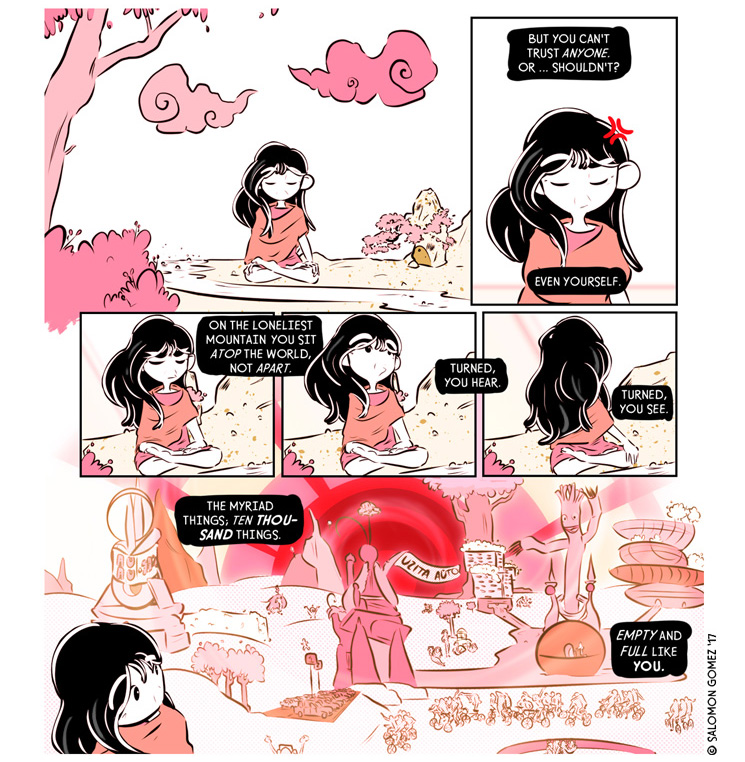 BUT YOU CAN'T
TRUST ANYONE.
OR ... SHOULDN'T?
EVEN YOURSELF.
ON THE LONELIEST
MOUNTAIN YOU SIT
ATOP THE WORLD,
NOT APART.
TURNED,
YOU HEAR.
TURNED,
YOU SEE.
THE MYRIAD
THINGS; TEN THOU-
SAND THINGS.
UZITA AUTO
EMPTY AND
FULL LIKE
YOU.
© SALOMON GOMEZ '17